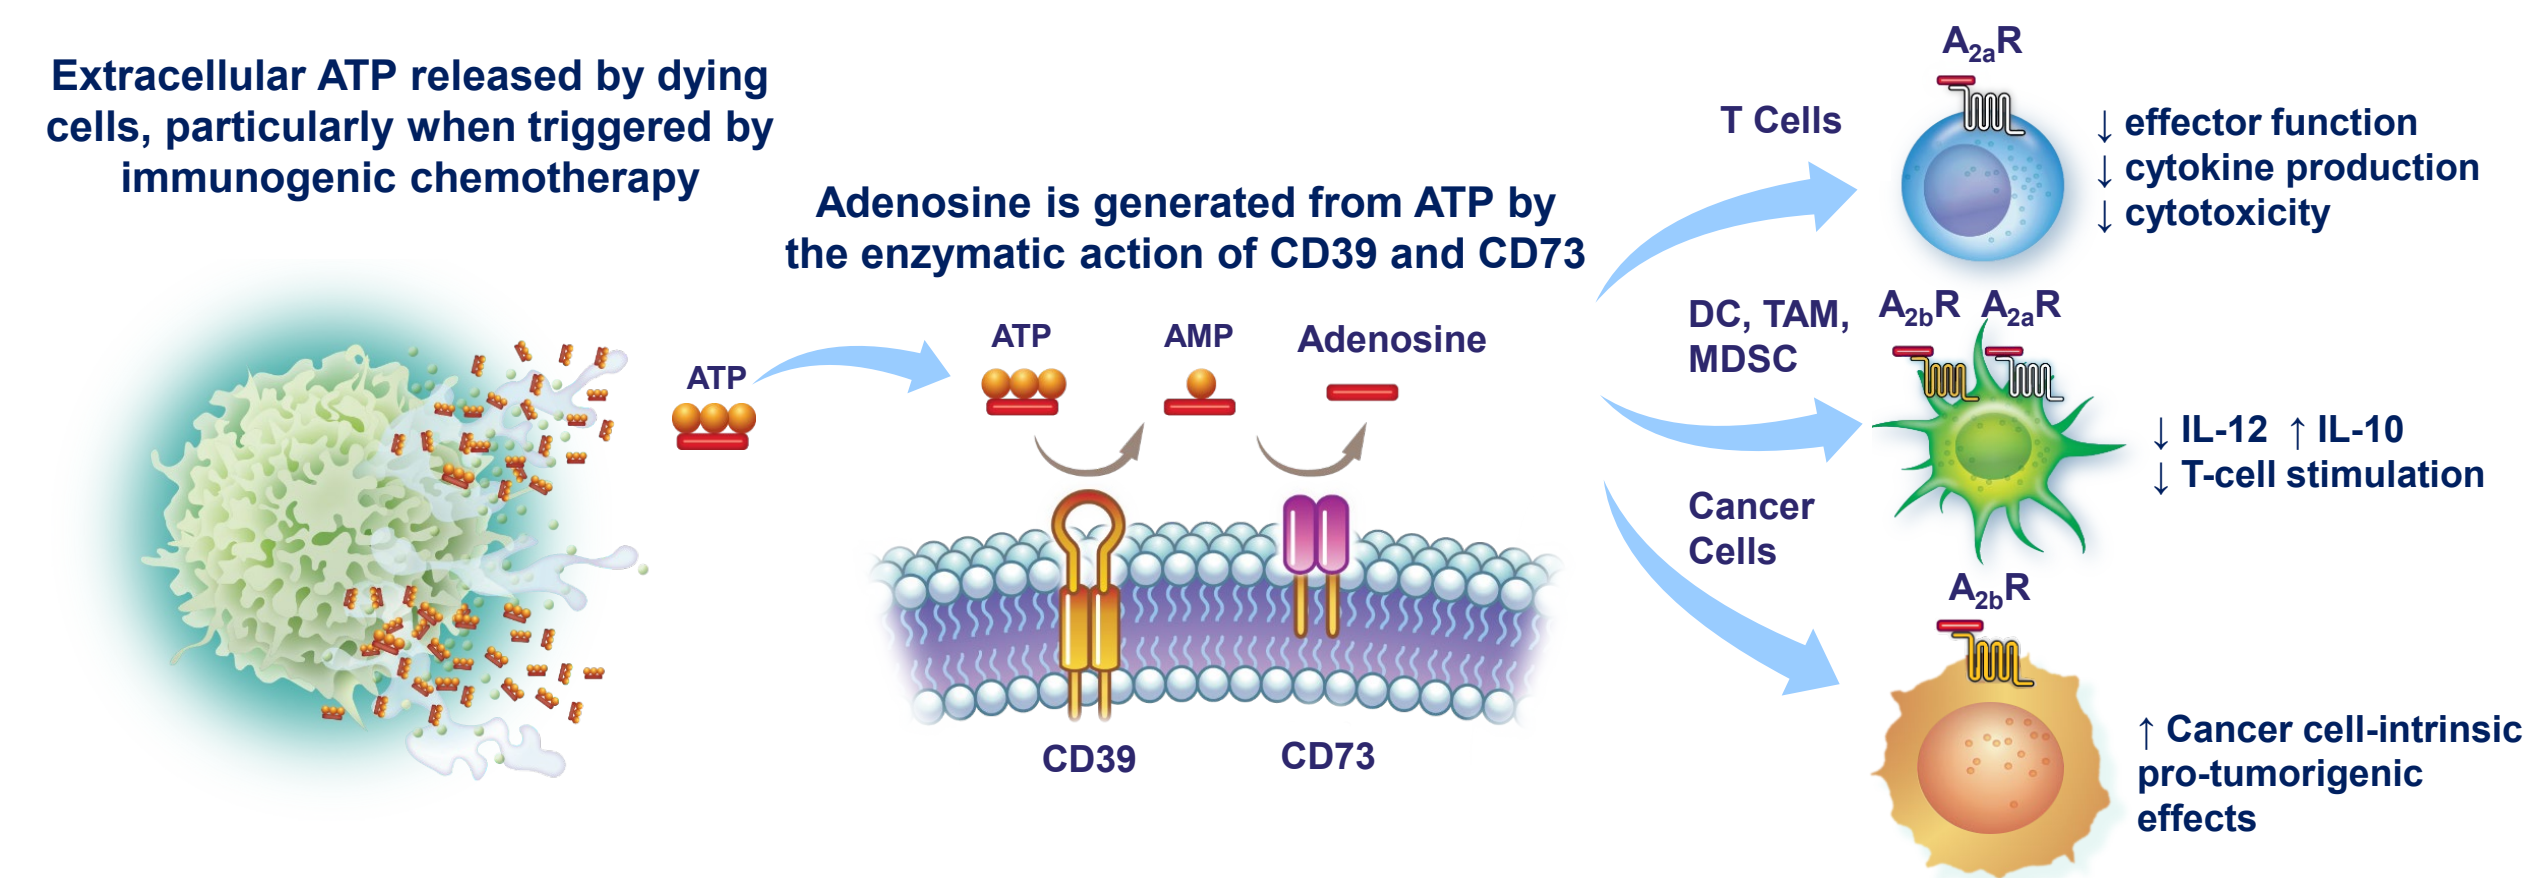 Extracellular ATP released by dying
cells, particularly when triggered by
immunogenic chemotherapy
Adenosine is generated from ATP by
the enzymatic action of CD39 and CD73
ATP
ATP
AMP
Adenosine
CD39
CD73
T Cells
A2aR
↓ effector function
↓ cytokine production
↓ cytotoxicity
DC, TAM,
MDSC
A2bR A2aR
↓ IL-12 ↑ IL-10
↓ T-cell stimulation
Cancer
Cells
A2bR
↑ Cancer cell-intrinsic
pro-tumorigenic
effects